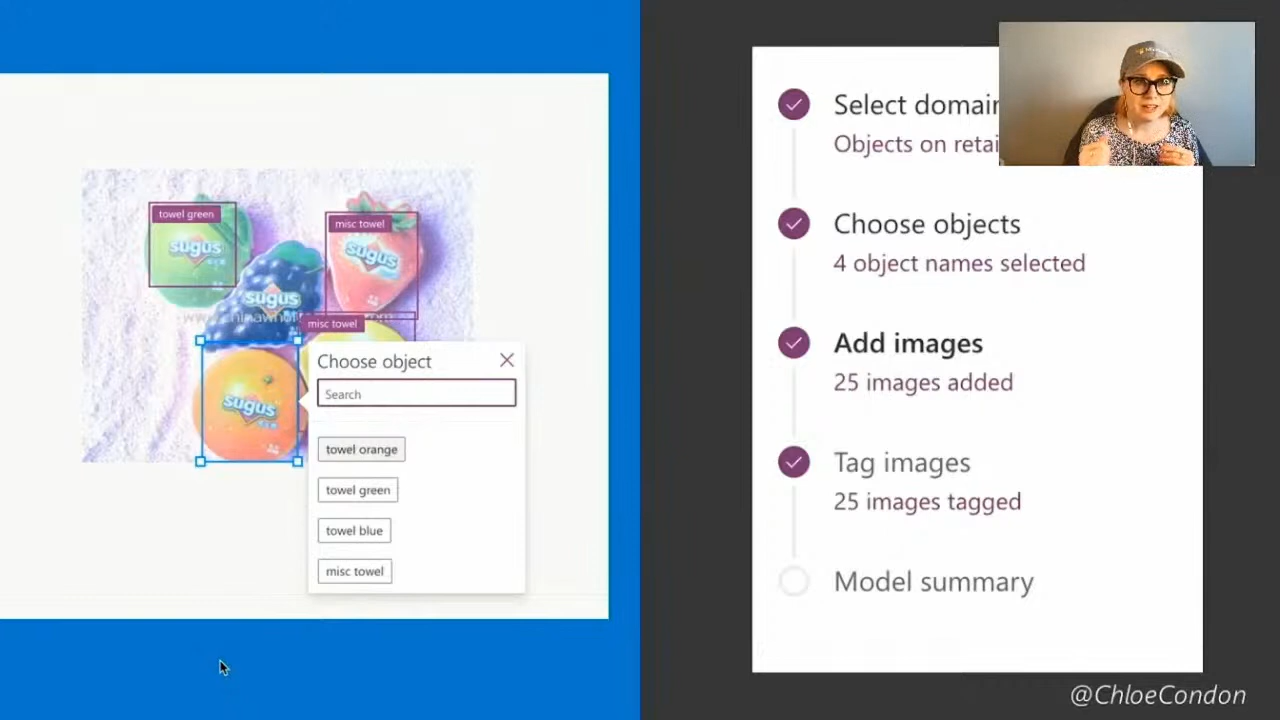 towel green
misc towel
sugus
sugus
sugus
misc towel
sugus
Choose object
Search
towel orange
towel green
towel blue
misc towel
Select domain
Objects on retai
Choose objects
4 object names selected
Add images
25 images added
Tag images
25 images tagged
Model summary
@ChloeCondon